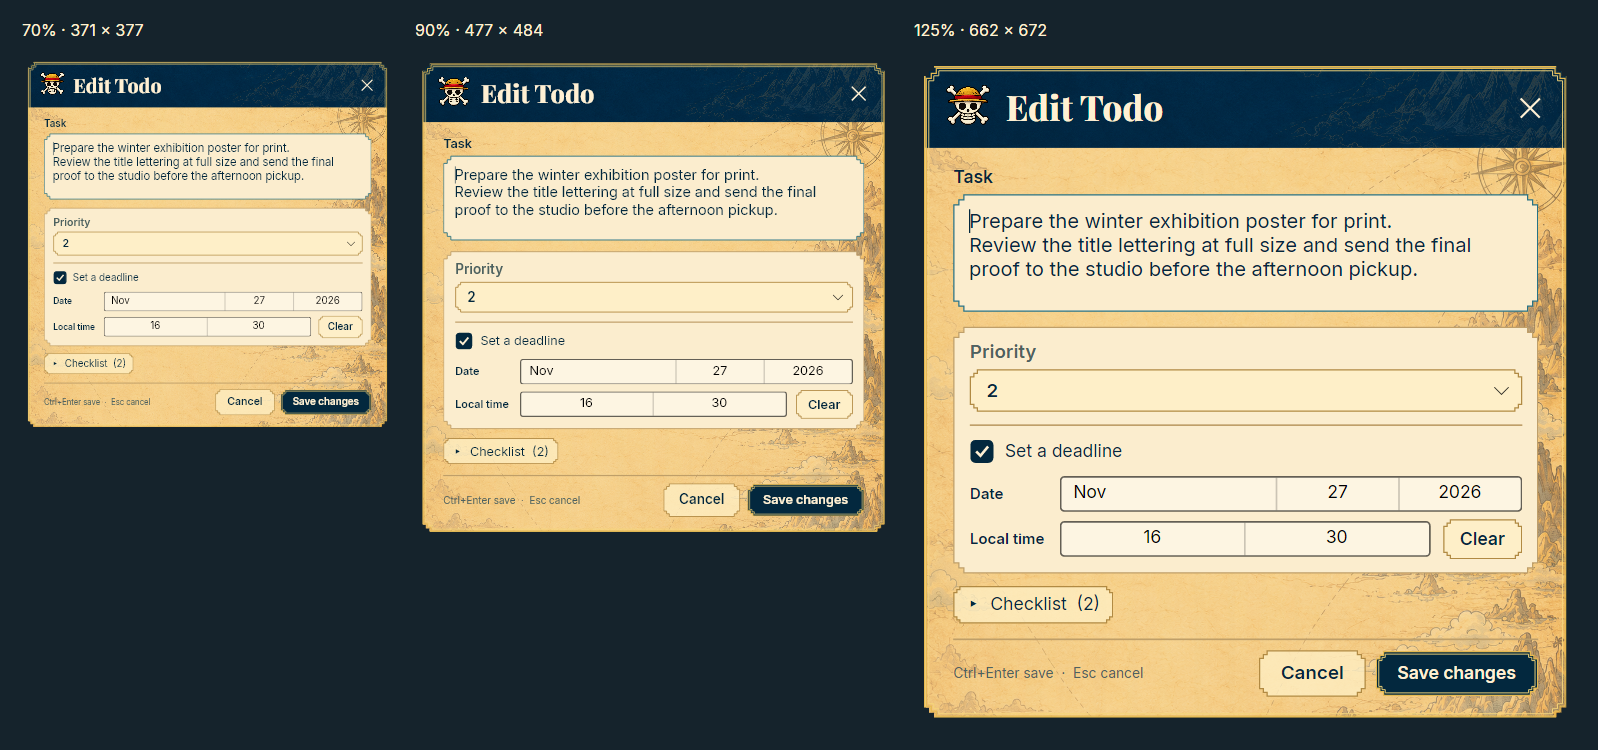 70% · 371 × 377
Edit Todo
Task
Prepare the winter exhibition poster for print.
Review the title lettering at full size and send the final
proof to the studio before the afternoon pickup.
Priority
2
Set a deadline
Date Nov 27 2026
Local time 16 30 Clear
Checklist (2)
Ctrl+Enter save · Esc cancel Cancel Save changes
90% · 477 × 484
Edit Todo
Task
Prepare the winter exhibition poster for print.
Review the title lettering at full size and send the final
proof to the studio before the afternoon pickup.
Priority
2
Set a deadline
Date Nov 27 2026
Local time 16 30 Clear
Checklist (2)
Ctrl+Enter save · Esc cancel Cancel Save changes
125% · 662 × 672
Edit Todo
Task
Prepare the winter exhibition poster for print.
Review the title lettering at full size and send the final
proof to the studio before the afternoon pickup.
Priority
2
Set a deadline
Date Nov 27 2026
Local time 16 30 Clear
Checklist (2)
Ctrl+Enter save · Esc cancel Cancel Save changes